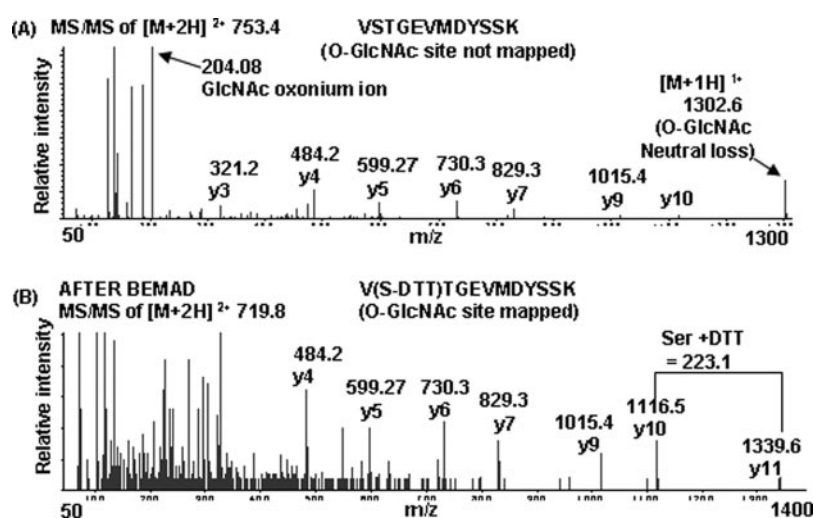 (A) MS/MS of [M+2H] 2+ 753.4 VSTGEVMDYSSK
(O-GlcNAc site not mapped)
204.08
GlcNAc oxonium ion
[M+1H] 1+
1302.6
(O-GlcNAc
Neutral loss)
Relative intensity
321.2
y3
484.2
y4
599.27
y5
730.3
y6
829.3
y7
1015.4
y9
y10
50
m/z
1300
(B) AFTER BEMAD V(S-DTT)TGEVMDYSSK
MS/MS of [M+2H] 2+ 719.8 (O-GlcNAc site mapped)
Ser +DTT
= 223.1
Relative intensity
484.2
y4
599.27
y5
730.3
y6
829.3
y7
1015.4
y9
1116.5
y10
1339.6
y11
50
m/z
1400